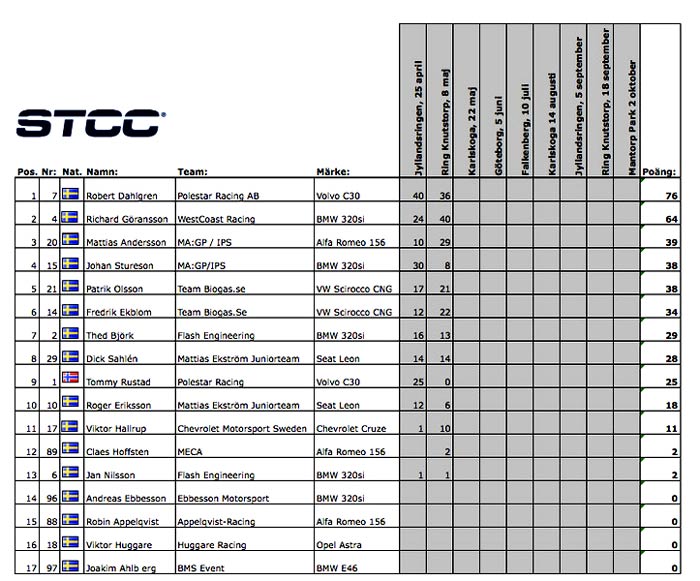 STCC
Pos. Nr: Nat. Namn: Team: Märke: Jyllandsringen, 25 april Ring Knutstorp, 8 maj Karlskoga, 22 maj Göteborg, 5 juni Falkenberg, 10 juli Karlskoga 14 augusti Jyllandsringen, 5 september Ring Knutstorp, 18 september Mantorp Park 2 oktober Poäng:
1 7 Robert Dahlgren Polestar Racing AB Volvo C30 40 36 76
2 4 Richard Göransson WestCoast Racing BMW 320si 24 40 64
3 20 Mattias Andersson MA:GP / IPS Alfa Romeo 156 10 29 39
4 15 Johan Stureson MA:GP/IPS BMW 320si 30 8 38
5 21 Patrik Olsson Team Biogas.se VW Scirocco CNG 17 21 38
6 14 Fredrik Ekblom Team Biogas.Se VW Scirocco CNG 12 22 34
7 2 Thed Björk Flash Engineering BMW 320si 16 13 29
8 29 Dick Sahlén Mattias Ekström Juniorteam Seat Leon 14 14 28
9 1 Tommy Rustad Polestar Racing Volvo C30 25 0 25
10 10 Roger Eriksson Mattias Ekström Juniorteam Seat Leon 12 6 18
11 17 Viktor Hallrup Chevrolet Motorsport Sweden Chevrolet Cruze 1 10 11
12 89 Claes Hoffsten MECA Alfa Romeo 156 2 2
13 6 Jan Nilsson Flash Engineering BMW 320si 1 1 2
14 96 Andreas Ebbesson Ebbesson Motorsport BMW 320si 0
15 88 Robin Appelqvist Appelqvist-Racing Alfa Romeo 156 0
16 18 Viktor Huggare Huggare Racing Opel Astra 0
17 97 Joakim Ahlb erg BMS Event BMW E46 0